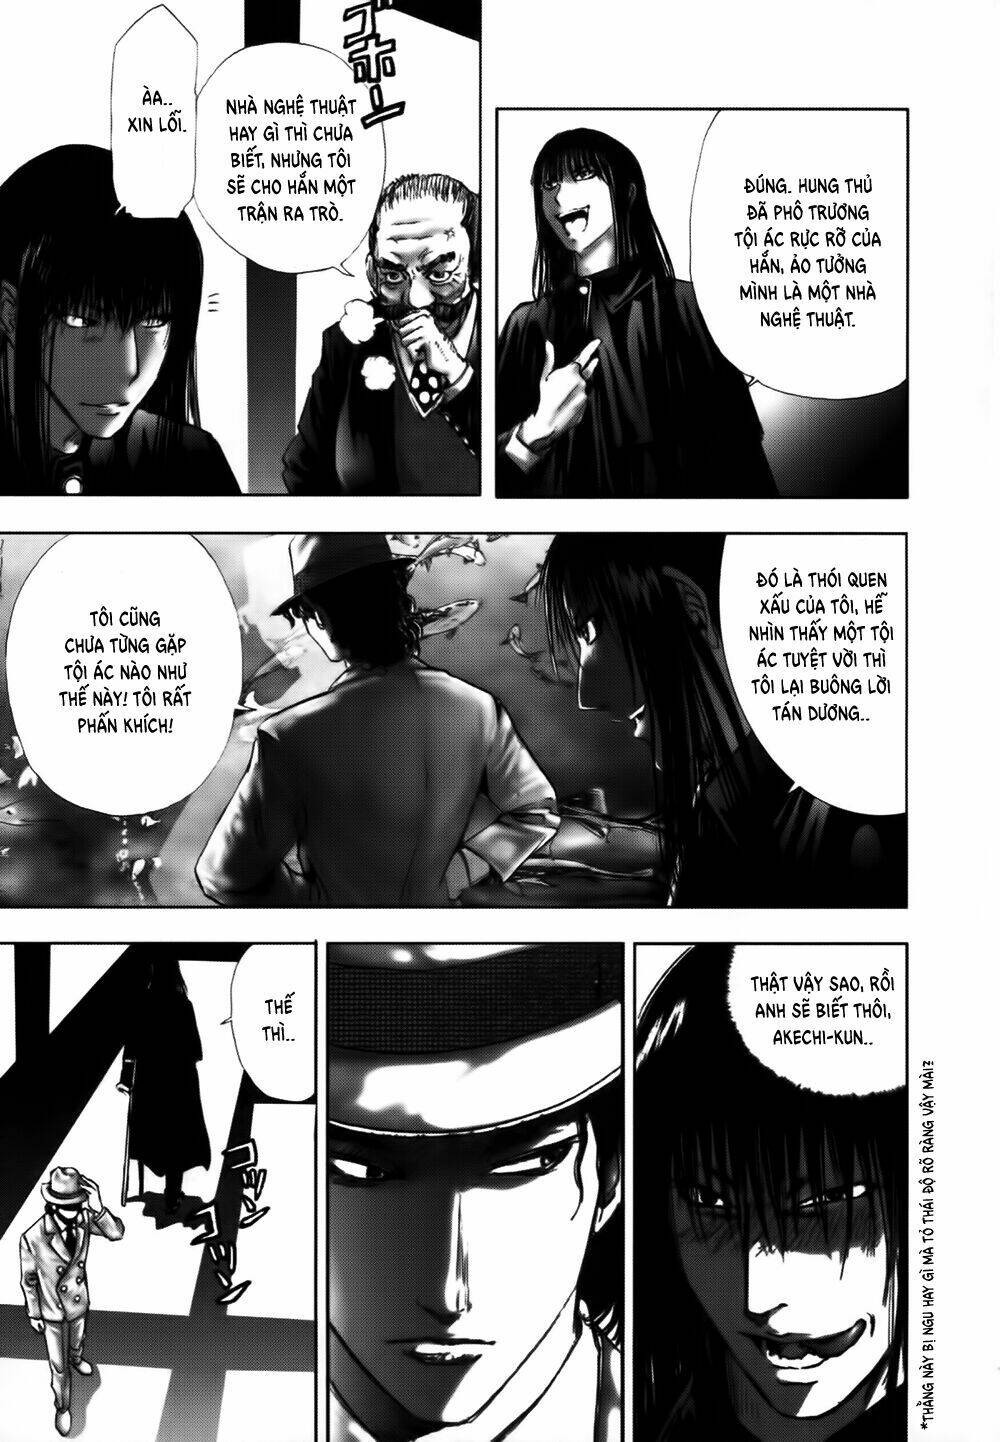 ĐÚNG. HUNG THỦ
ĐÃ PHÔ TRƯƠNG
TỘI ÁC RỰC RỠ CỦA
HẮN, ẢO TƯỞNG
MÌNH LÀ MỘT NHÀ
NGHỆ THUẬT.
ゴホー
NHÀ NGHỆ THUẬT
HAY GÌ THÌ CHƯA
BIẾT, NHƯNG TÔI
SẼ CHO HẮN MỘT
TRẬN RA TRÒ.
ÀA..
XIN LỖI.
ĐÓ LÀ THÓI QUEN
XẤU CỦA TÔI, HỄ
NHÌN THẤY MỘT TỘI
ÁC TUYỆT VỜI THÌ
TÔI LẠI BUÔNG LỜI
TÁN DƯƠNG..
TÔI CŨNG
CHƯA TỪNG GẶP
TỘI ÁC NÀO NHƯ
THẾ NÀY! TÔI RẤT
PHẤN KHÍCH!
THẬT VẬY SAO, RỒI
ANH SẼ BIẾT THÔI,
AKECHI-KUN..
*THẰNG NÀY BỊ NGU HAY GÌ MÀ TỎ THÁI ĐỘ RÕ RÀNG VẬY MÀI?
THẾ
THÌ..